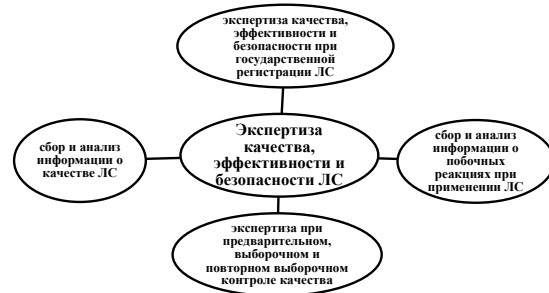 экспертиза качества,
эффективности и
безопасности при
государственной
регистрации ЛС
сбор и анализ
информации о
качестве ЛС
Экспертиза
качества,
эффективности и
безопасности ЛС
сбор и анализ
информации о
побочных
реакциях при
применении ЛС
экспертиза при
предварительном,
выборочном и
повторном выборочном
контроле качества